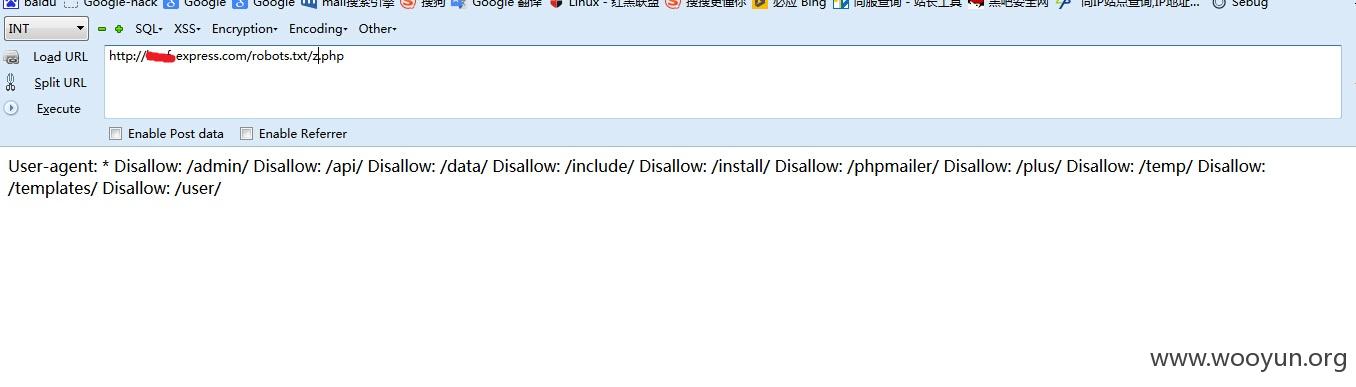 baidu Google-hack Google Google mail搜索引擎 搜狗 Google 翻译 Linux - 红黑联盟 搜搜更懂你 必应 Bing 同服查询 - 站长工具 黑吧安全网 同IP站点查询,IP地址... Sebug
INT SQL- XSS- Encryption- Encoding- Other-
Load URL http:// express.com/robots.txt/z.php
Split URL
Execute
Enable Post data Enable Referrer
User-agent: * Disallow: /admin/ Disallow: /api/ Disallow: /data/ Disallow: /include/ Disallow: /install/ Disallow: /phpmailer/ Disallow: /plus/ Disallow: /temp/ Disallow:
/templates/ Disallow: /user/
www.wooyun.org